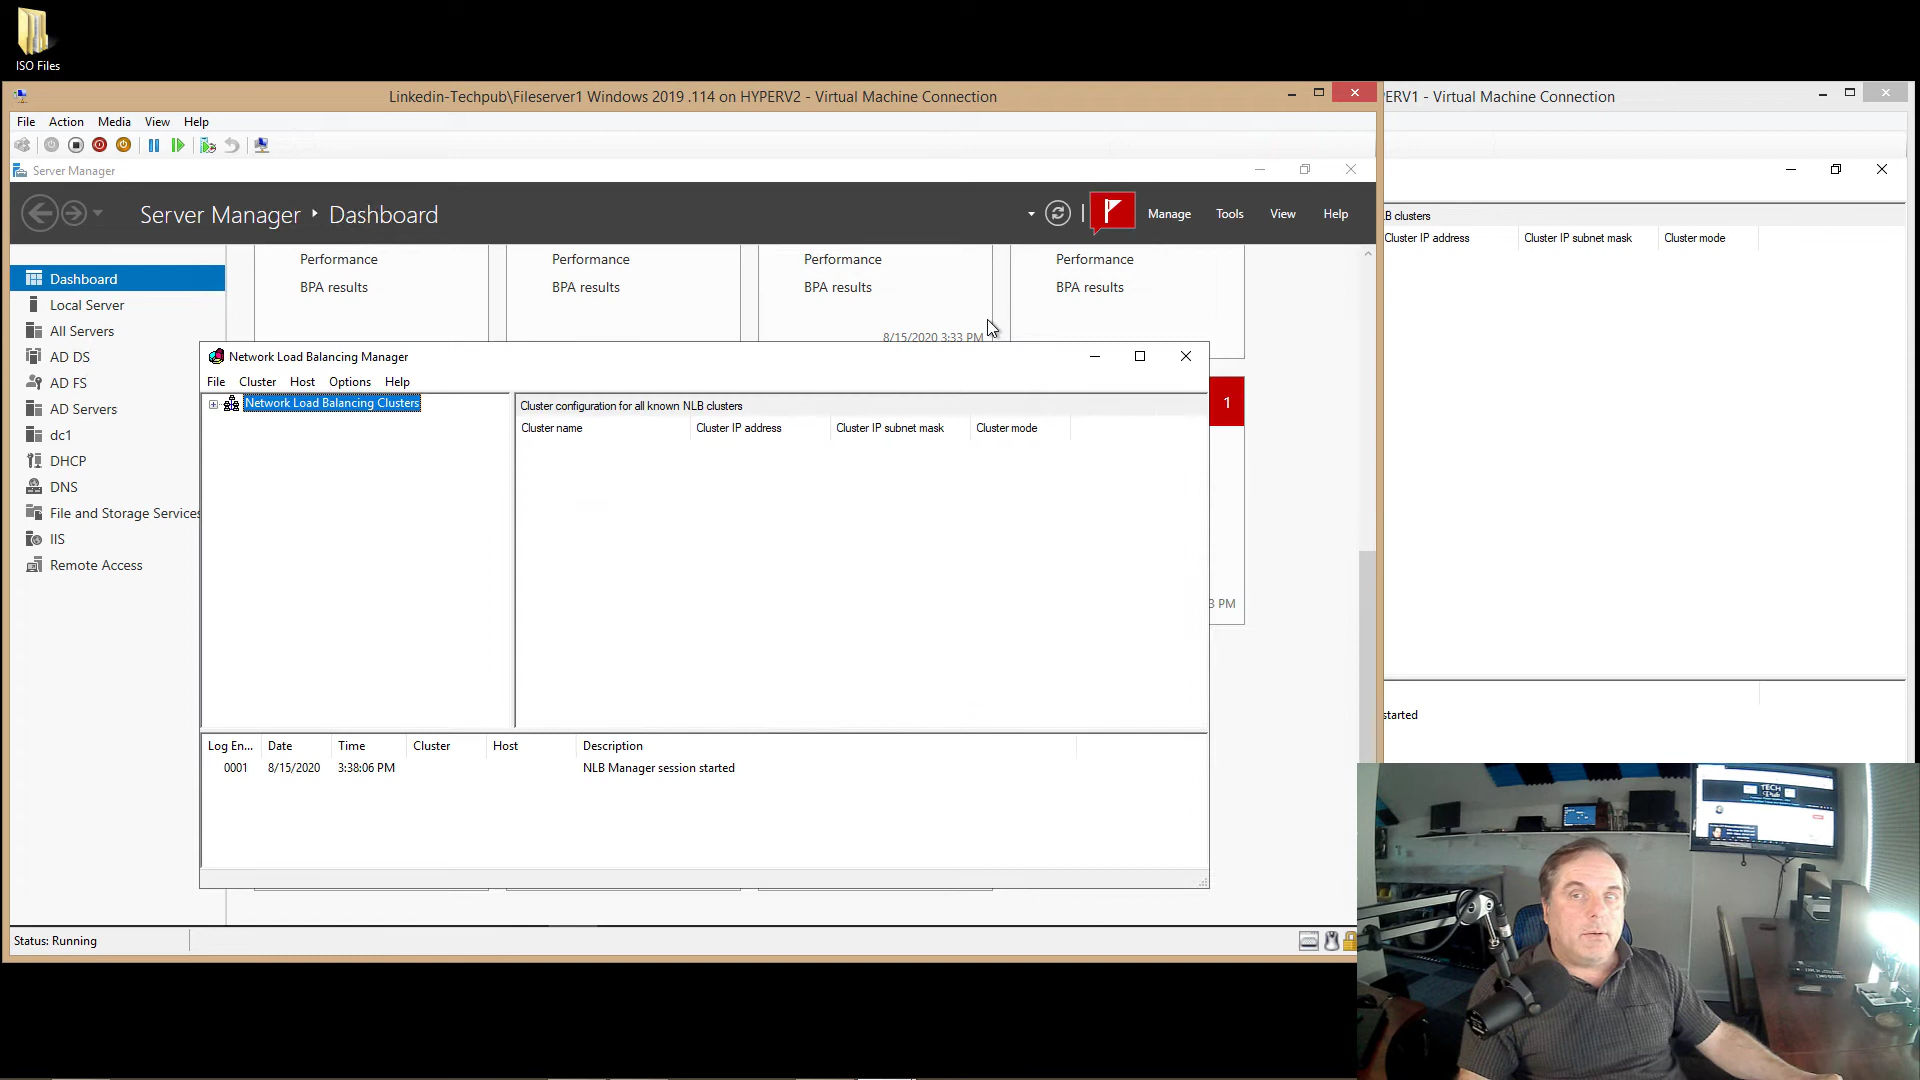 ISO Files
Linkedin-Techpub\Fileserver1 Windows 2019 .114 on HYPERV2 - Virtual Machine Connection
ERV1 - Virtual Machine Connection
File Action Media View Help
Server Manager
Server Manager Dashboard
Manage Tools View Help
B clusters
Cluster IP address Cluster IP subnet mask Cluster mode
Dashboard
Local Server
All Servers
AD DS
AD FS
AD Servers
dc1
DHCP
DNS
File and Storage Services
IIS
Remote Access
Performance Performance Performance Performance
BPA results BPA results BPA results BPA results
8/15/2020 3:33 PM
Network Load Balancing Manager
File Cluster Host Options Help
Network Load Balancing Clusters
Cluster configuration for all known NLB clusters
Cluster name Cluster IP address Cluster IP subnet mask Cluster mode
1
3 PM
Log En... Date Time Cluster Host Description
0001 8/15/2020 3:38:06 PM NLB Manager session started
started
Status: Running
TECH
Pub